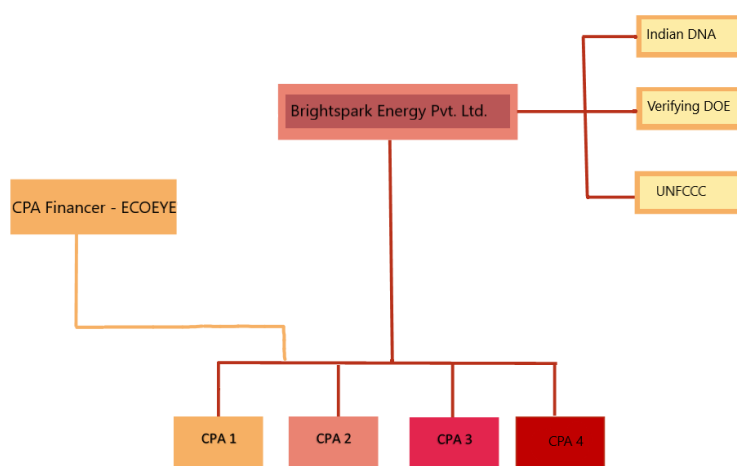 Indian DNA
Brightspark Energy Pvt. Ltd.
Verifying DOE
UNFCCC
CPA Financer - ECOEYE
CPA 1
CPA 2
CPA 3
CPA 4